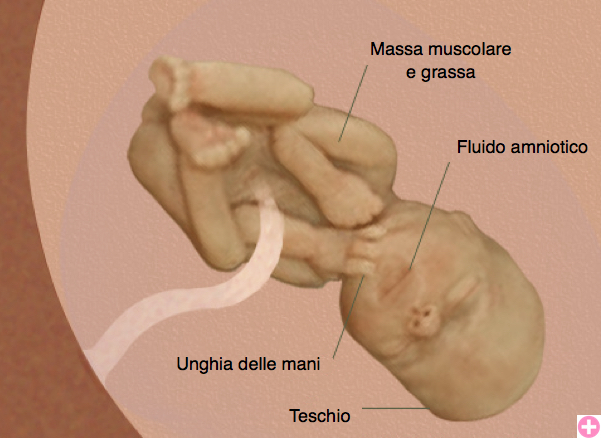 Massa muscolare
e grassa
Fluido amniotico
Unghia delle mani
Teschio